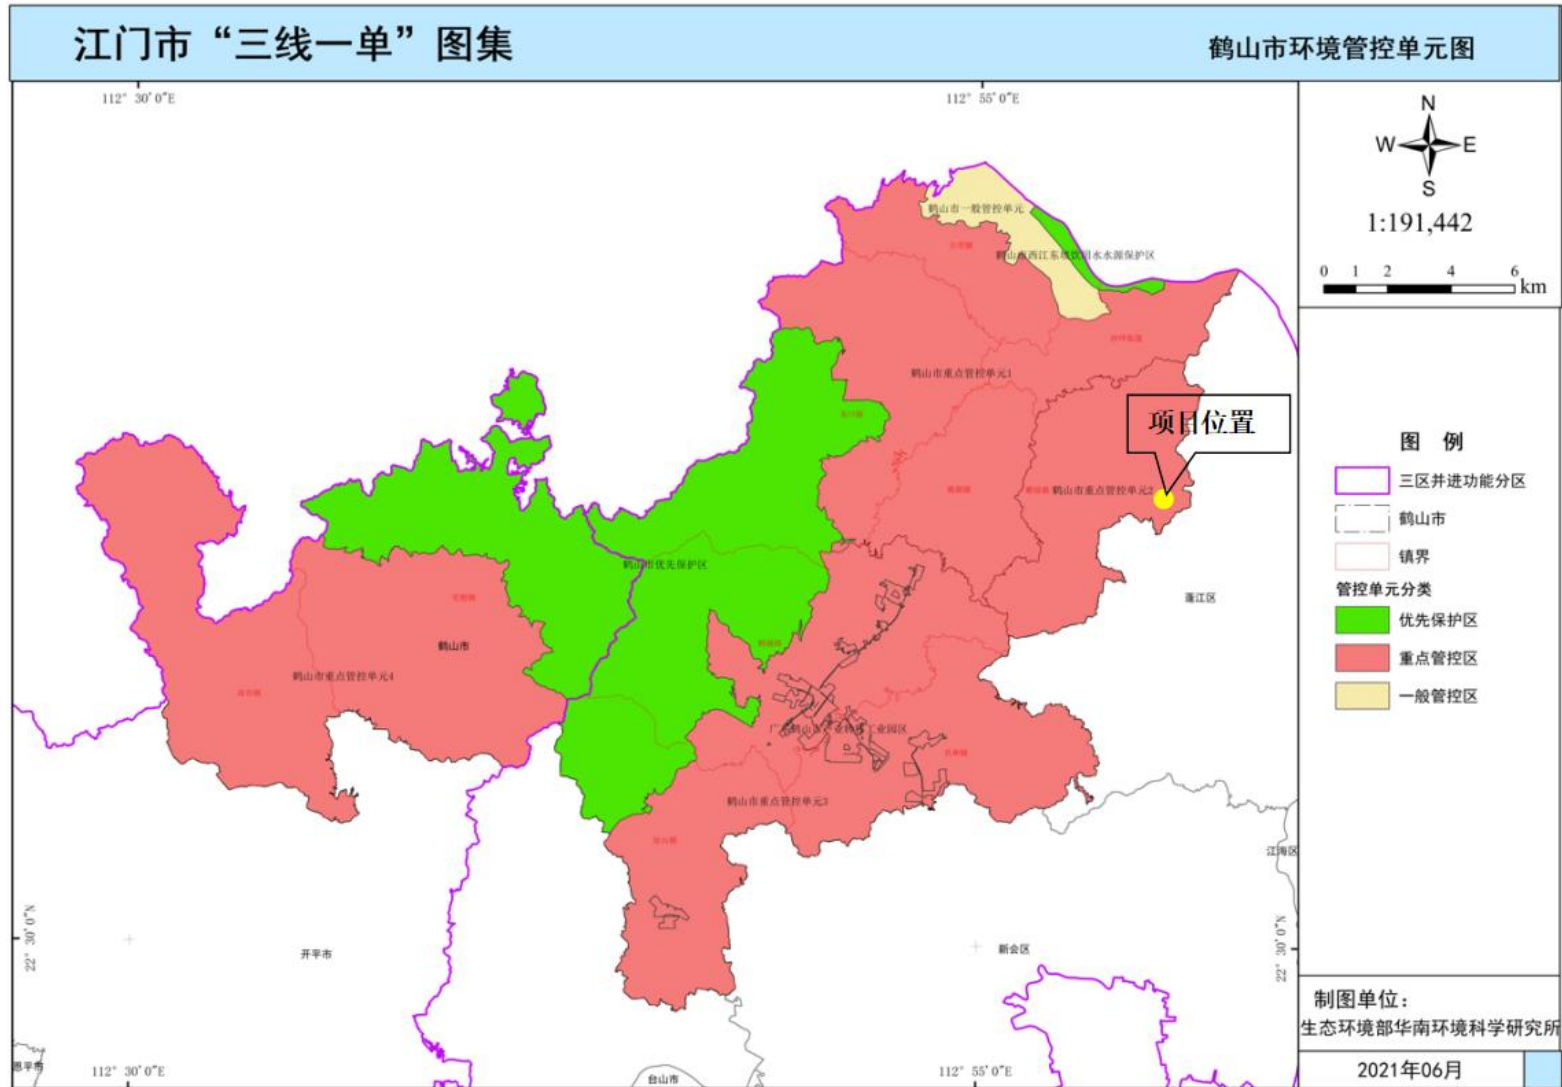 江门市“三线一单”图集
鹤山市环境管控单元图
112° 30′0″E
112° 55′0″E
N
W
E
S
1:191,442
0 1 2 4 6 km
鹤山市一般管控单元
鹤山市西江东坡饮用水水源保护区
鹤山市重点管控单元1
项目位置
鹤山市重点管控单元2
图 例
三区并进功能分区
鹤山市
镇界
管控单元分类
优先保护区
重点管控区
一般管控区
鹤山市优先保护区
蓬江区
鹤山市
鹤山市重点管控单元4
鹤山市重点管控单元3
江海区
22° 30′0″N
开平市
新会区
22° 30′0″N
制图单位：
生态环境部华南环境科学研究所
恩平市
112° 30′0″E
台山市
112° 55′0″E
2021年06月